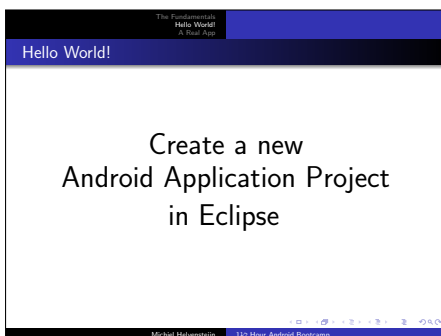 The Fundamentals
Hello World!
A Real App
Hello World!
Create a new
Android Application Project
in Eclipse
Michiel Helvensteijn 1½ Hour Android Bootcamp